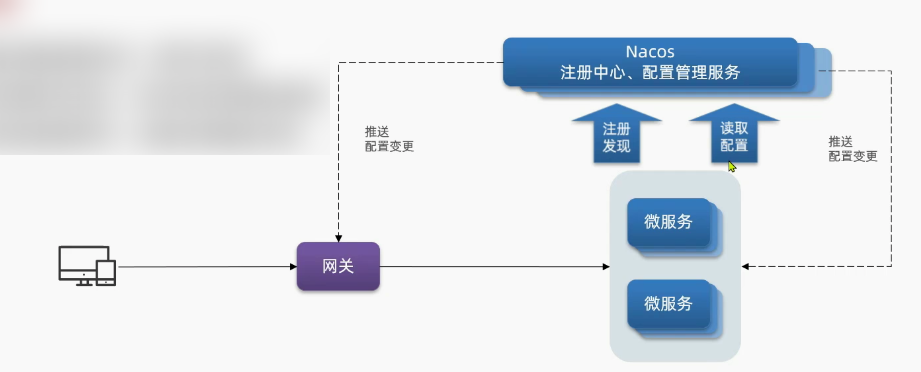 Nacos
注册中心、配置管理服务
注册
发现
读取
配置
推送
配置变更
推送
配置变更
网关
微服务
微服务